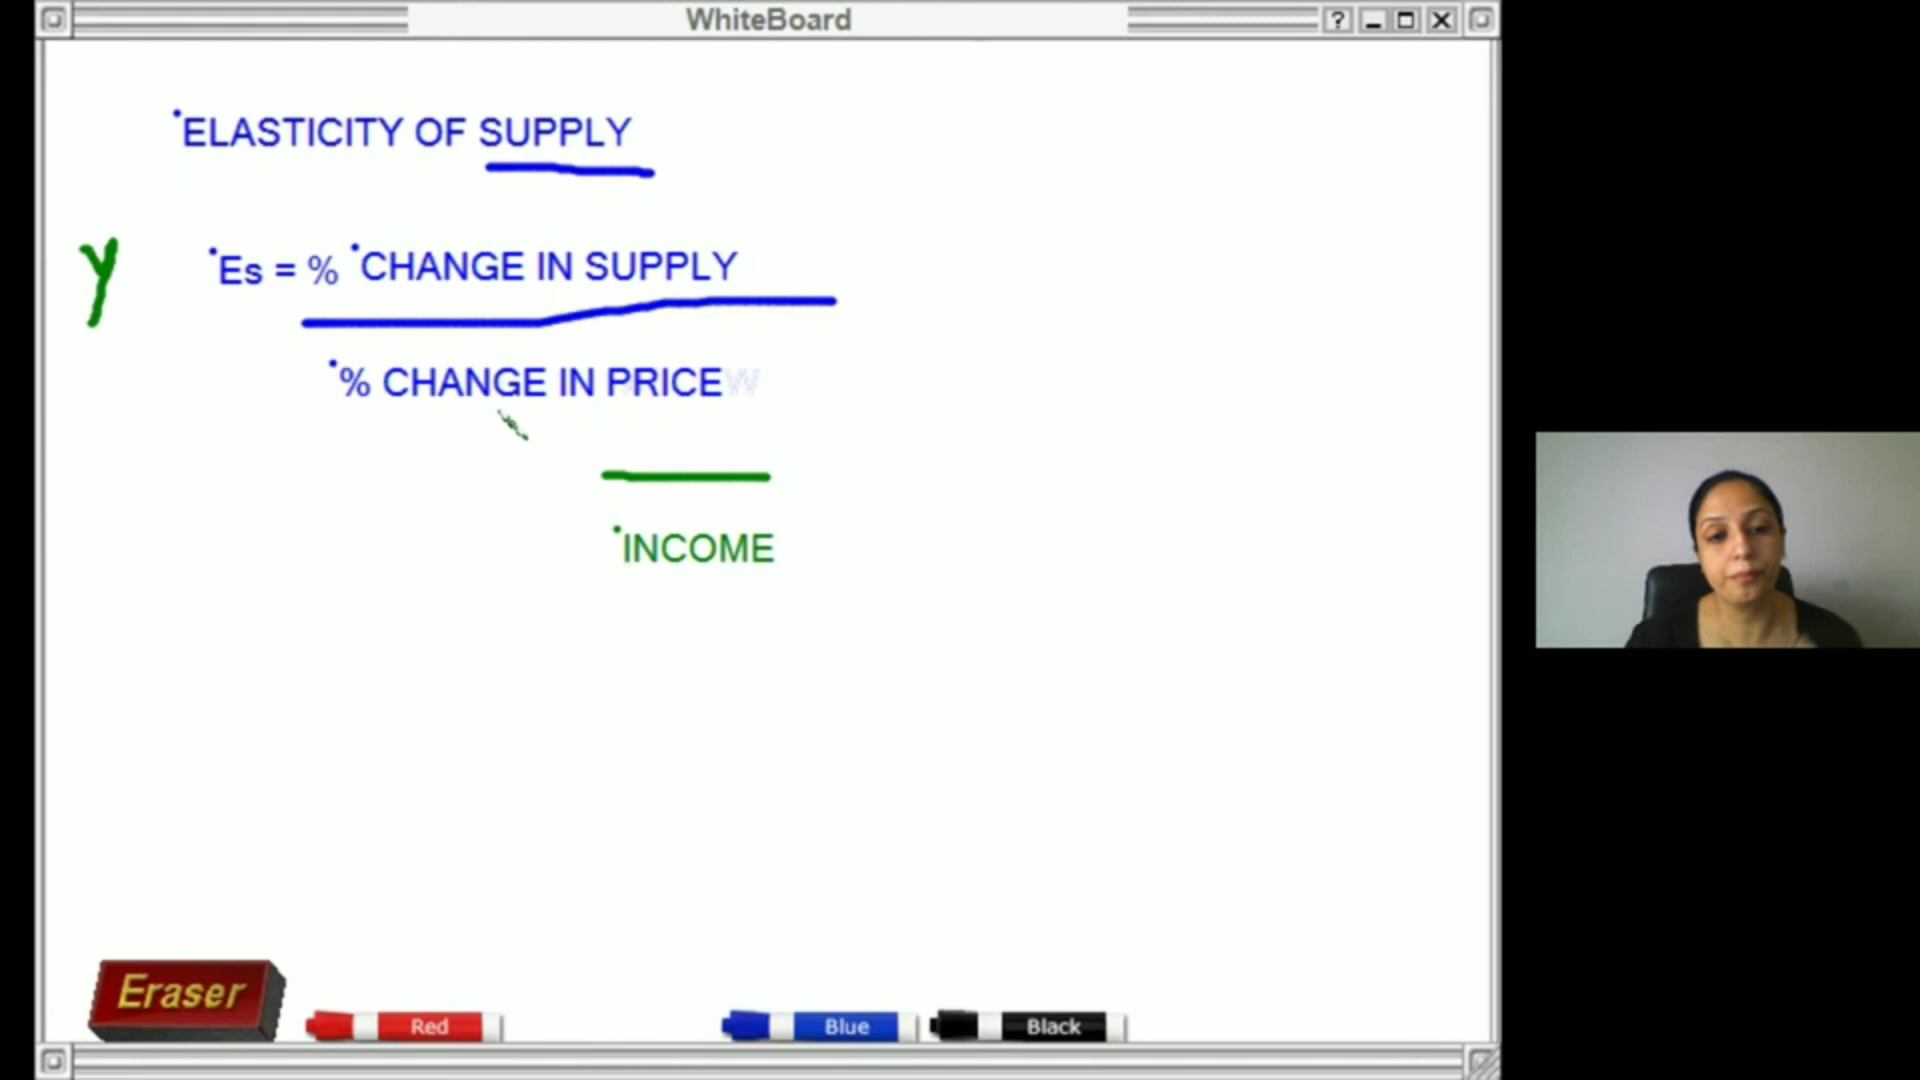 WhiteBoard
ELASTICITY OF SUPPLY
y
Es = % CHANGE IN SUPPLY
% CHANGE IN PRICE
INCOME
Eraser
Red
Blue
Black